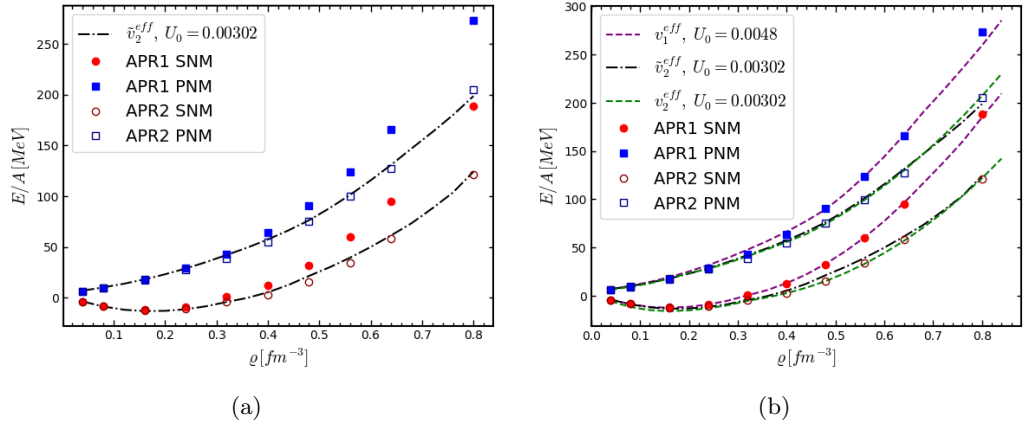 250
200
150
100
50
0
E/A [MeV]
ṽ₂ᵉᶠᶠ, U₀ = 0.00302
APR1 SNM
APR1 PNM
APR2 SNM
APR2 PNM
0.1 0.2 0.3 0.4 0.5 0.6 0.7 0.8
ϱ [fm⁻³]
(a)
300
250
200
150
100
50
0
E/A [MeV]
v₁ᵉᶠᶠ, U₀ = 0.0048
ṽ₂ᵉᶠᶠ, U₀ = 0.00302
v₂ᵉᶠᶠ, U₀ = 0.00302
APR1 SNM
APR1 PNM
APR2 SNM
APR2 PNM
0.0 0.1 0.2 0.3 0.4 0.5 0.6 0.7 0.8
ϱ [fm⁻³]
(b)